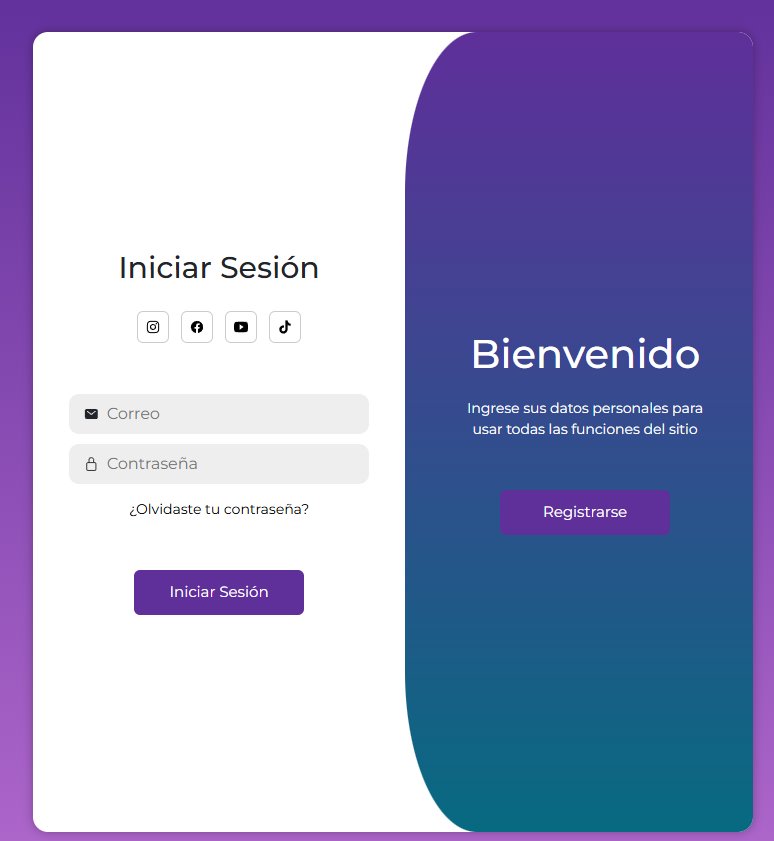 Iniciar Sesión
Correo
Contraseña
¿Olvidaste tu contraseña?
Iniciar Sesión
Bienvenido
Ingrese sus datos personales para
usar todas las funciones del sitio
Registrarse